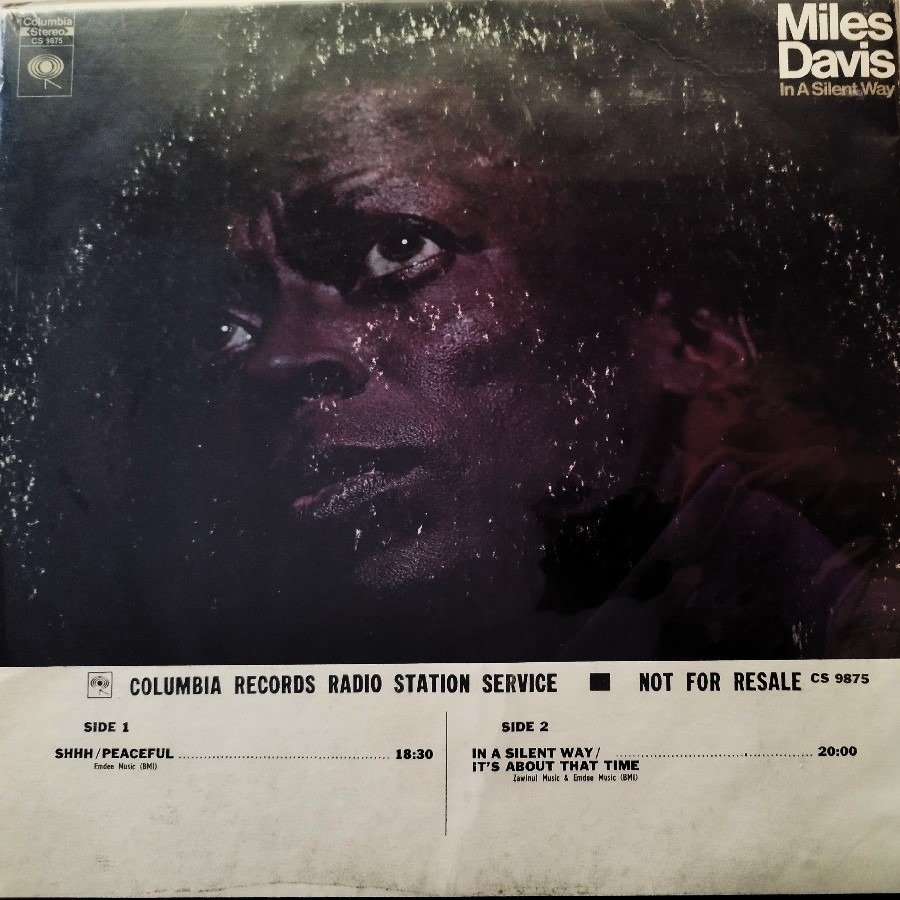 Columbia
Stereo
CS 9875
Miles
Davis
In A Silent Way
COLUMBIA RECORDS RADIO STATION SERVICE ■ NOT FOR RESALE CS 9875
SIDE 1
SHHH/PEACEFUL ........................................ 18:30
Emdee Music (BMI)
SIDE 2
IN A SILENT WAY/ ........................................ 20:00
IT'S ABOUT THAT TIME
Zawinul Music & Emdee Music (BMI)